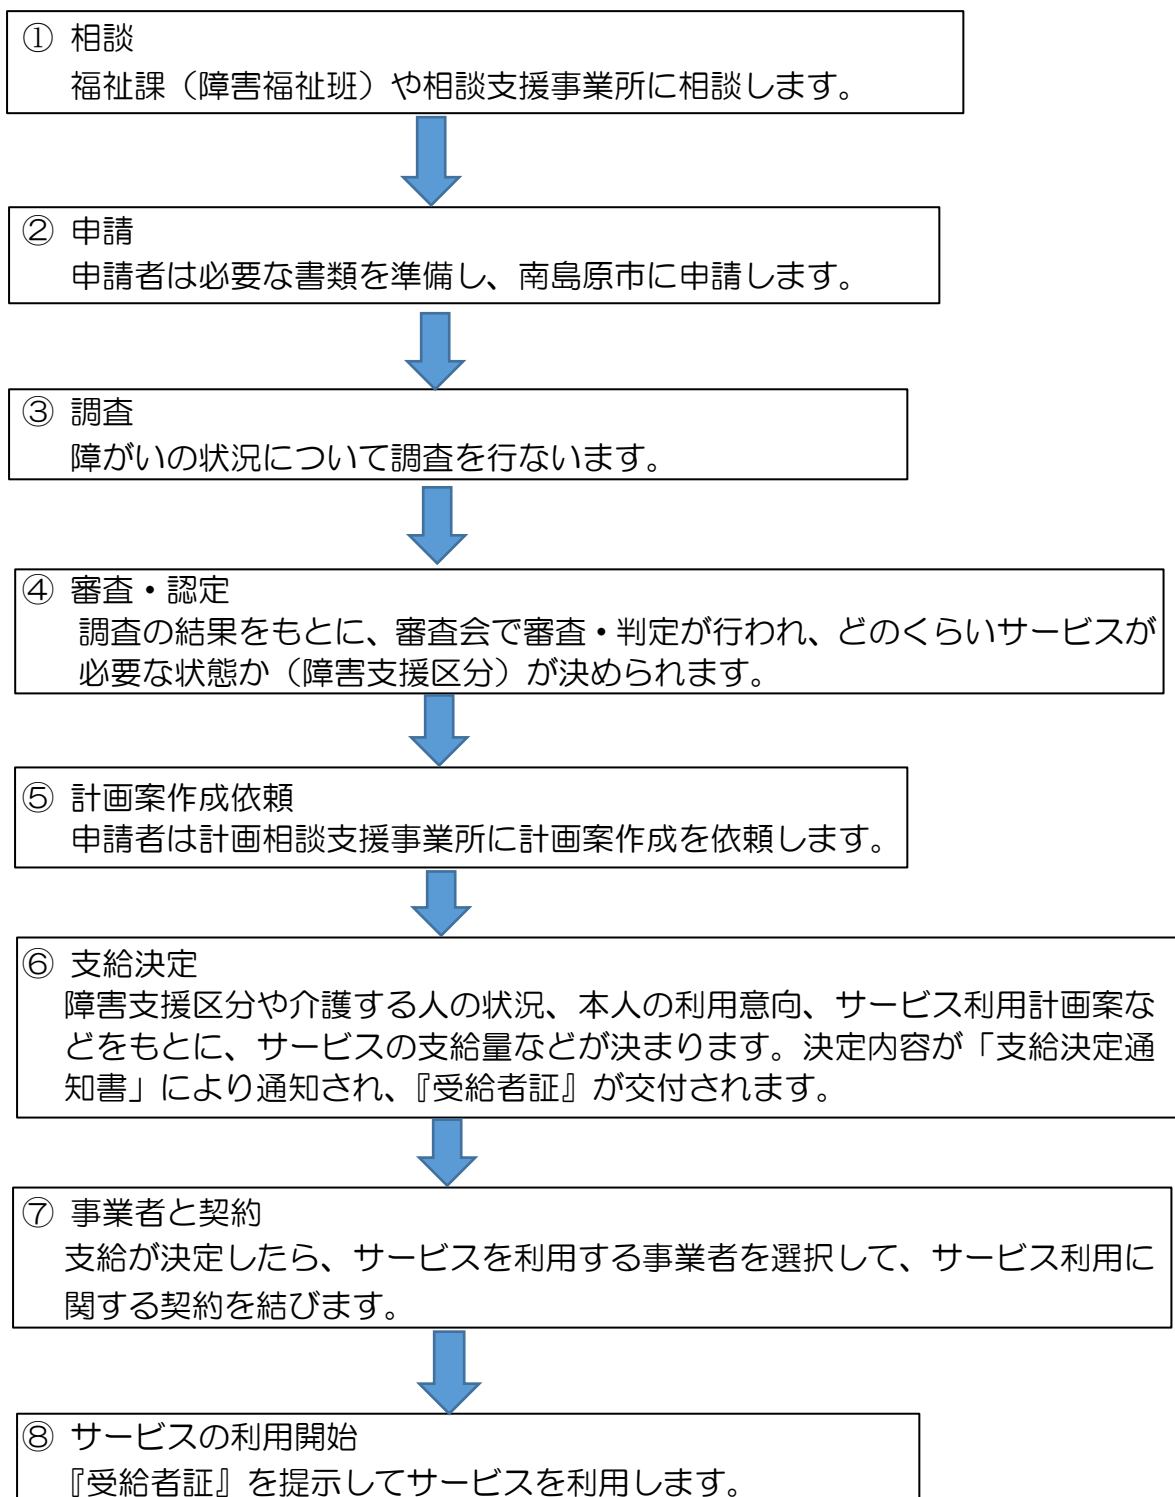 ① 相談
福祉課（障害福祉班）や相談支援事業所に相談します。
② 申請
申請者は必要な書類を準備し、南島原市に申請します。
③ 調査
障がいの状況について調査を行ないます。
④ 審査・認定
調査の結果をもとに、審査会で審査・判定が行われ、どのくらいサービスが
必要な状態か（障害支援区分）が決められます。
⑤ 計画案作成依頼
申請者は計画相談支援事業所に計画案作成を依頼します。
⑥ 支給決定
障害支援区分や介護する人の状況、本人の利用意向、サービス利用計画案な
どをもとに、サービスの支給量などが決まります。決定内容が「支給決定通
知書」により通知され、『受給者証』が交付されます。
⑦ 事業者と契約
支給が決定したら、サービスを利用する事業者を選択して、サービス利用に
関する契約を結びます。
⑧ サービスの利用開始
『受給者証』を提示してサービスを利用します。